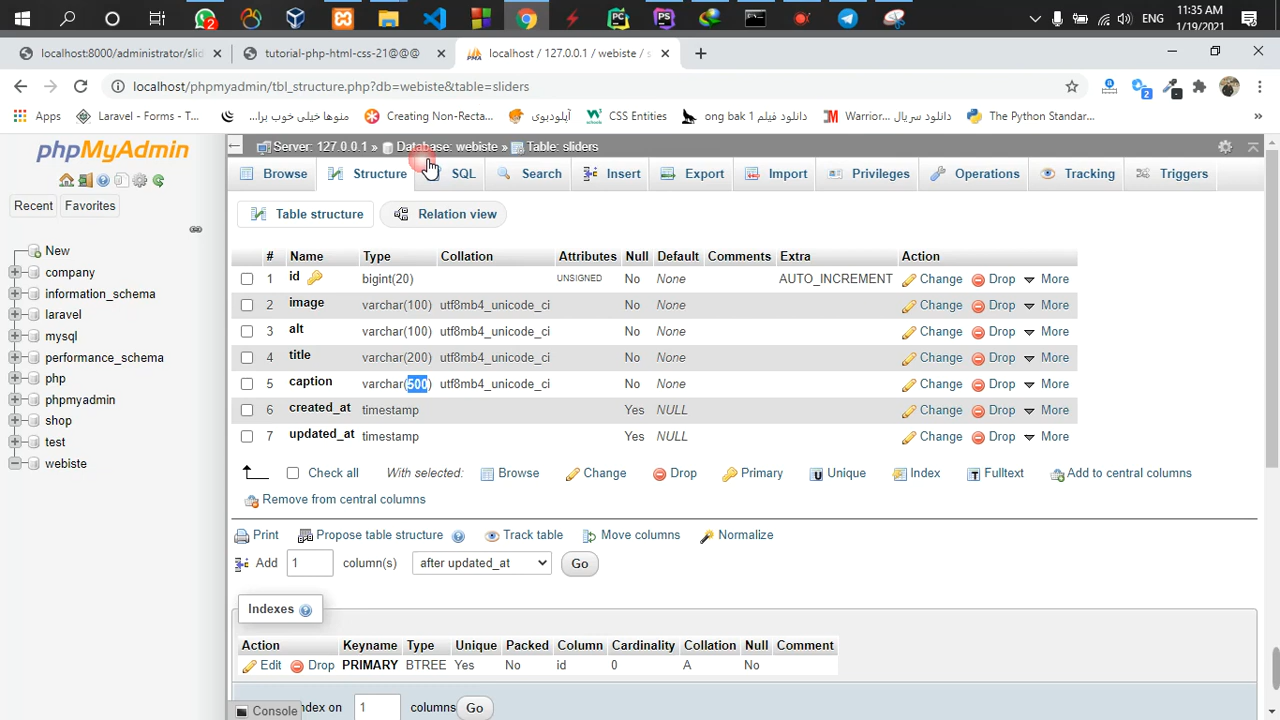 ENG
11:35 AM
1/19/2021
localhost:8000/administrator/slid
tutorial-php-html-css-21@@@
localhost / 127.0.0.1 / webiste / s
localhost/phpmyadmin/tbl_structure.php?db=webiste&table=sliders
Apps
Laravel - Forms - T...
منوها خیلی خوب برا...
Creating Non-Recta...
آپلودیوی
CSS Entities
دانلود فیلم ong bak 1
دانلود سریال Warrior...
The Python Standar...
»
phpMyAdmin
Recent
Favorites
New
company
information_schema
laravel
mysql
performance_schema
php
phpmyadmin
shop
test
webiste
Server: 127.0.0.1 » Database: webiste » Table: sliders
Browse Structure SQL Search Insert Export Import Privileges Operations Tracking Triggers
Table structure Relation view
# Name Type Collation Attributes Null Default Comments Extra Action
1 id bigint(20) UNSIGNED No None AUTO_INCREMENT Change Drop More
2 image varchar(100) utf8mb4_unicode_ci No None Change Drop More
3 alt varchar(100) utf8mb4_unicode_ci No None Change Drop More
4 title varchar(200) utf8mb4_unicode_ci No None Change Drop More
5 caption varchar(500) utf8mb4_unicode_ci No None Change Drop More
6 created_at timestamp Yes NULL Change Drop More
7 updated_at timestamp Yes NULL Change Drop More
Check all With selected: Browse Change Drop Primary Unique Index Fulltext Add to central columns
Remove from central columns
Print Propose table structure Track table Move columns Normalize
Add 1 column(s) after updated_at Go
Indexes
Action Keyname Type Unique Packed Column Cardinality Collation Null Comment
Edit Drop PRIMARY BTREE Yes No id 0 A No
Console
ndex on 1 columns Go